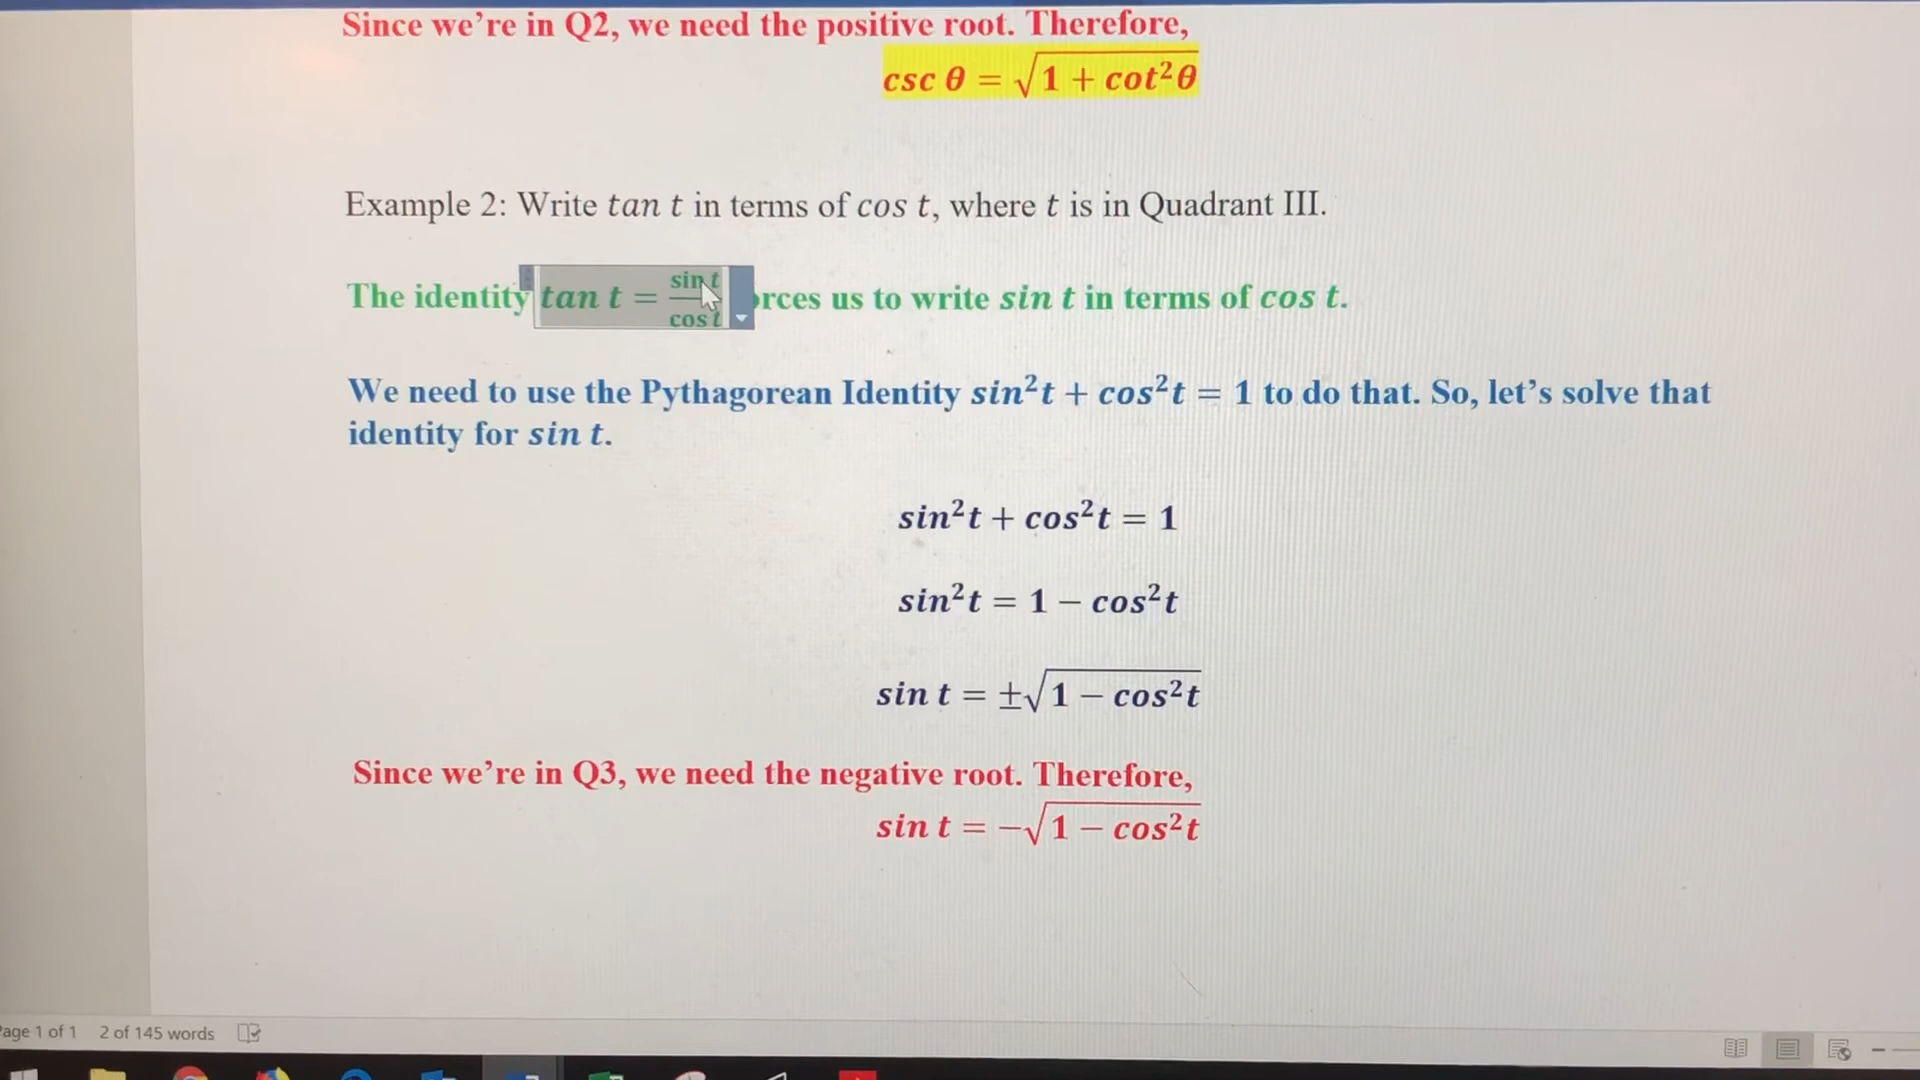 Since we're in Q2, we need the positive root. Therefore,
csc θ = √1 + cot²θ
Example 2: Write tan t in terms of cos t, where t is in Quadrant III.
The identity tan t = sin t / cos t rces us to write sin t in terms of cos t.
We need to use the Pythagorean Identity sin²t + cos²t = 1 to do that. So, let's solve that
identity for sin t.
sin²t + cos²t = 1
sin²t = 1 − cos²t
sin t = ±√1 − cos²t
Since we're in Q3, we need the negative root. Therefore,
sin t = −√1 − cos²t
age 1 of 1 2 of 145 words